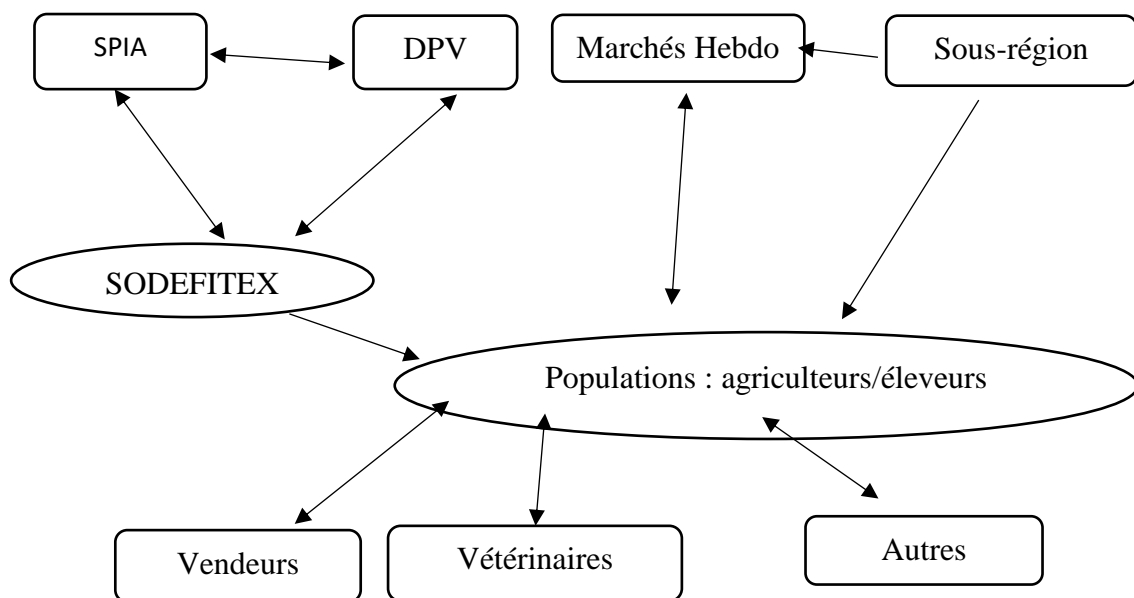 SPIA
DPV
Marchés Hebdo
Sous-région
SODEFITEX
Populations : agriculteurs/éleveurs
Vendeurs
Vétérinaires
Autres